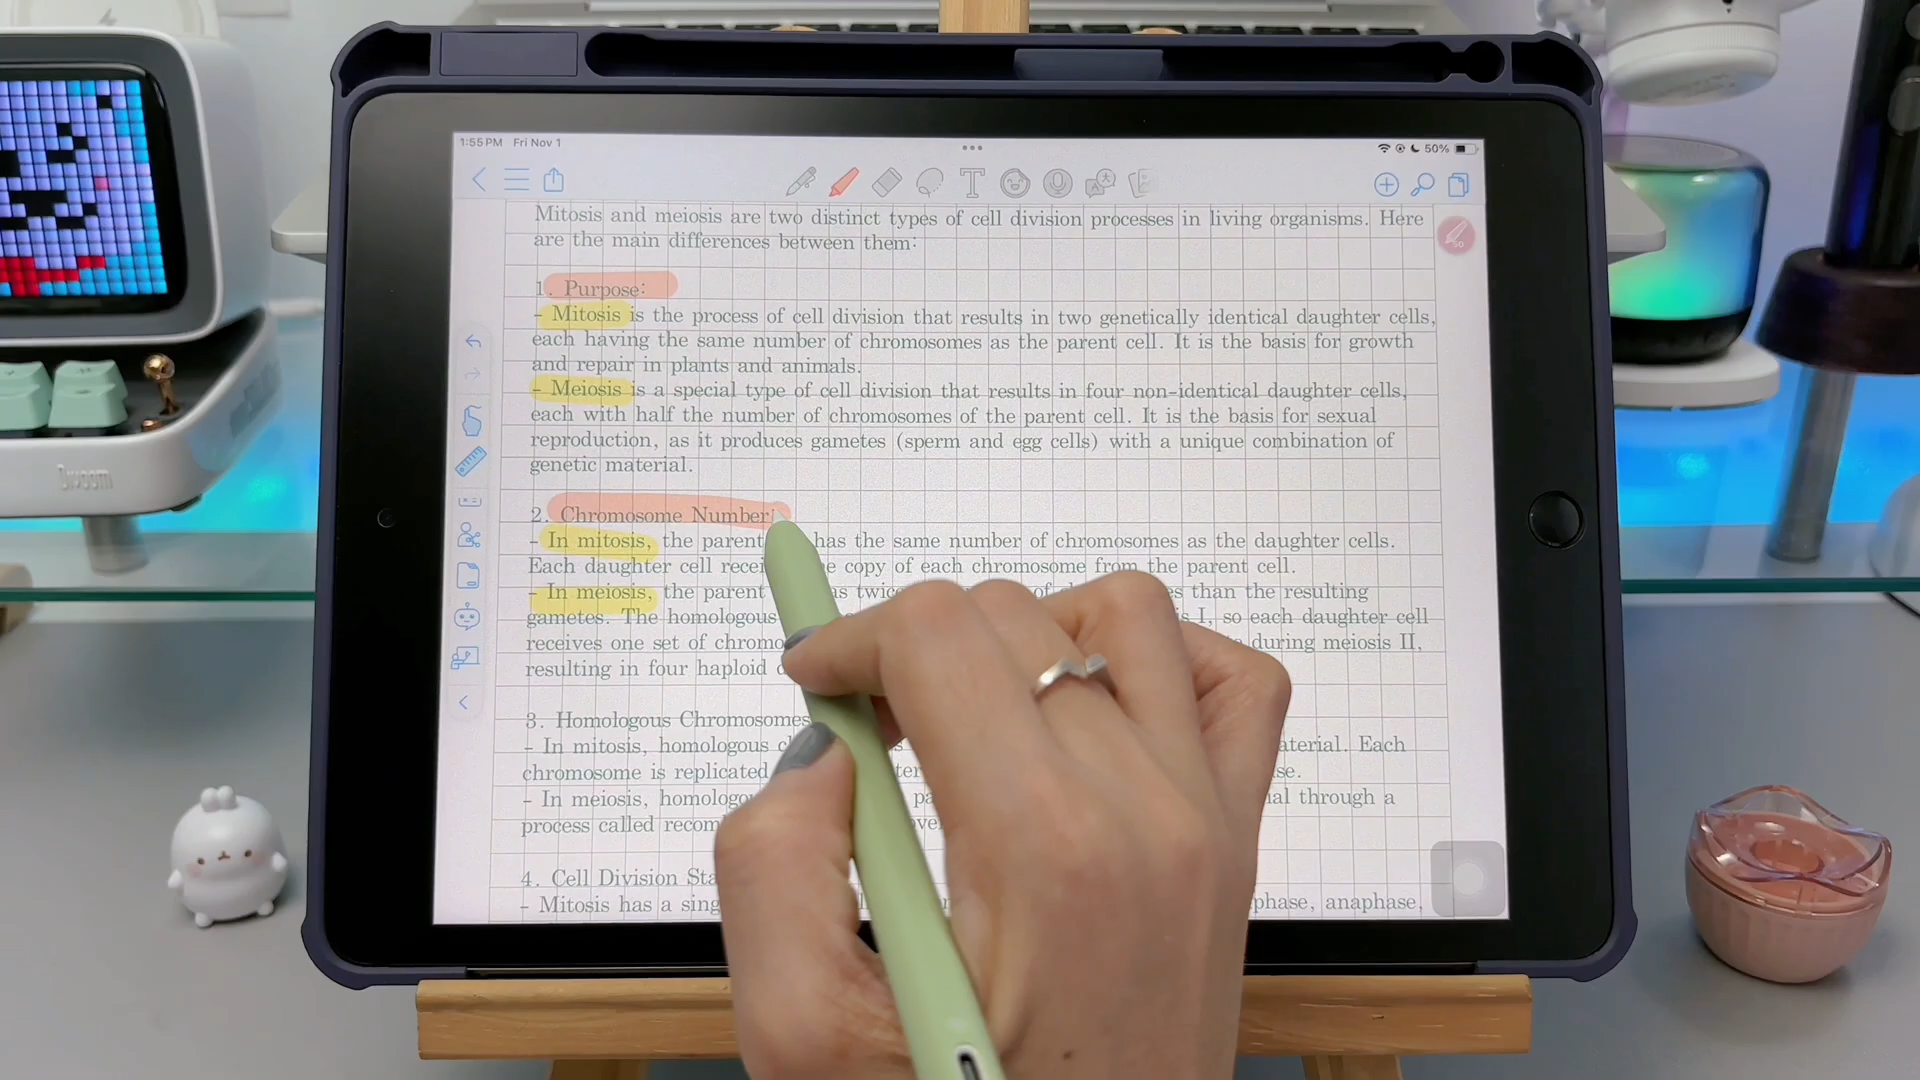 1:55 PM Fri Nov 1
50%
Mitosis and meiosis are two distinct types of cell division processes in living organisms. Here
are the main differences between them:
1. Purpose:
- Mitosis is the process of cell division that results in two genetically identical daughter cells,
each having the same number of chromosomes as the parent cell. It is the basis for growth
and repair in plants and animals.
- Meiosis is a special type of cell division that results in four non-identical daughter cells,
each with half the number of chromosomes of the parent cell. It is the basis for sexual
reproduction, as it produces gametes (sperm and egg cells) with a unique combination of
genetic material.
2. Chromosome Number:
- In mitosis, the parent has the same number of chromosomes as the daughter cells.
Each daughter cell copy of each chromosome from the parent cell.
- In meiosis, the parent twice of than the resulting
gametes. The homologous I, so each daughter cell
receives one set of during meiosis II,
resulting in four haploid
3. Homologous Chromosomes
- In mitosis, homologous material. Each
chromosome is replicated
- In meiosis, through a
process called
4. Cell Division
- Mitosis has a anaphase,
Divoom